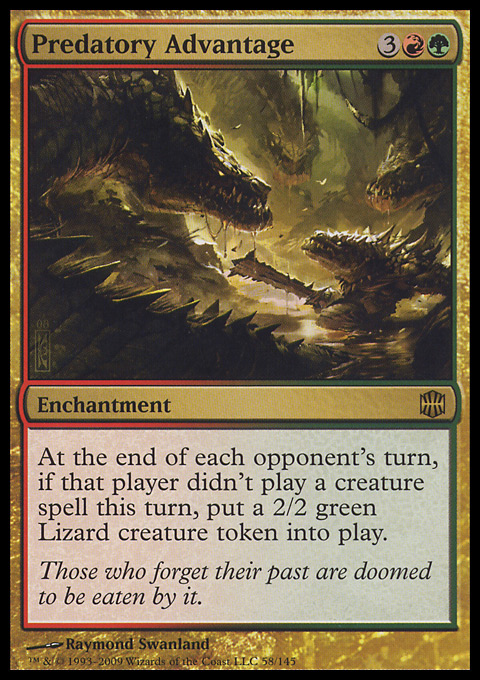 Predatory Advantage 3
Enchantment
At the end of each opponent's turn,
if that player didn't play a creature
spell this turn, put a 2/2 green
Lizard creature token into play.
Those who forget their past are doomed
to be eaten by it.
Raymond Swanland
™ & © 1993–2009 Wizards of the Coast LLC 58/145